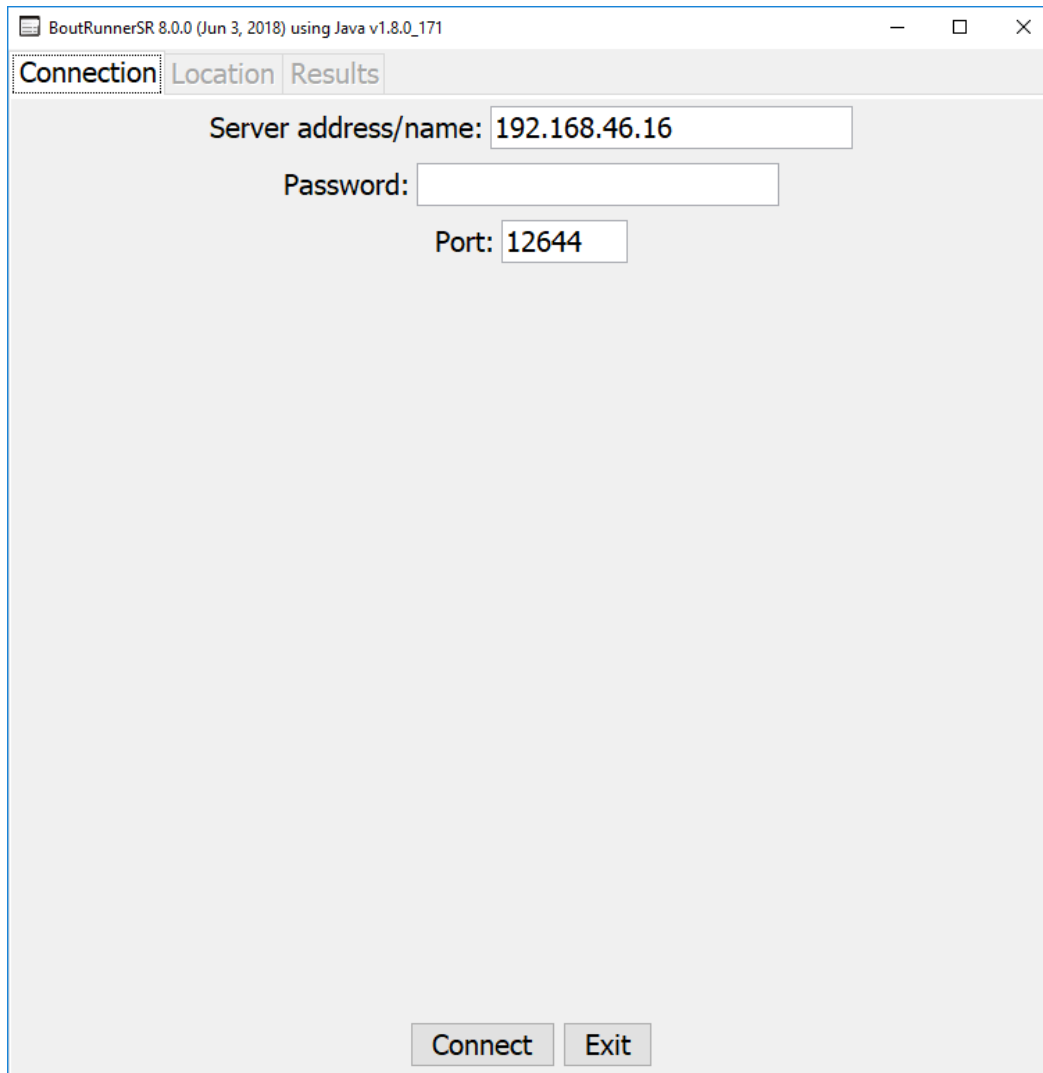 BoutRunnerSR 8.0.0 (Jun 3, 2018) using Java v1.8.0_171
Connection Location Results
Server address/name: 192.168.46.16
Password:
Port: 12644
Connect Exit